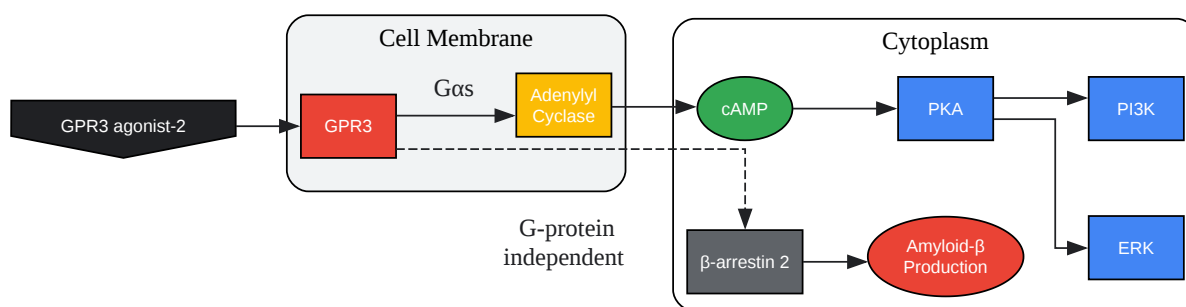 Cell Membrane
Cytoplasm
GPR3 agonist-2
GPR3
Gαs
Adenylyl
Cyclase
cAMP
PKA
PI3K
G-protein
independent
β-arrestin 2
Amyloid-β
Production
ERK